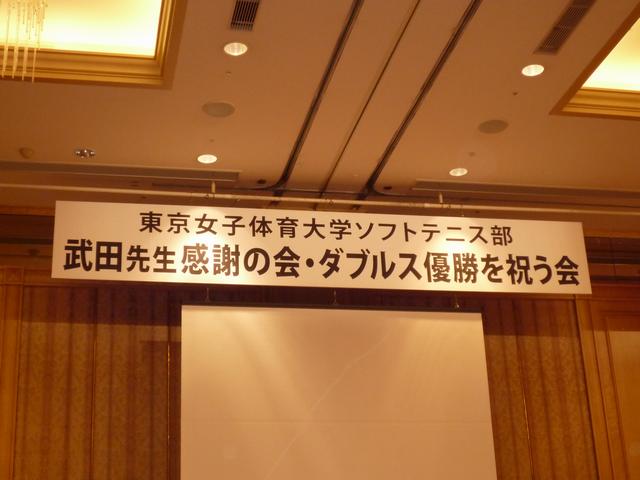 東京女子体育大学ソフトテニス部
武田先生感謝の会・ダブルス優勝を祝う会